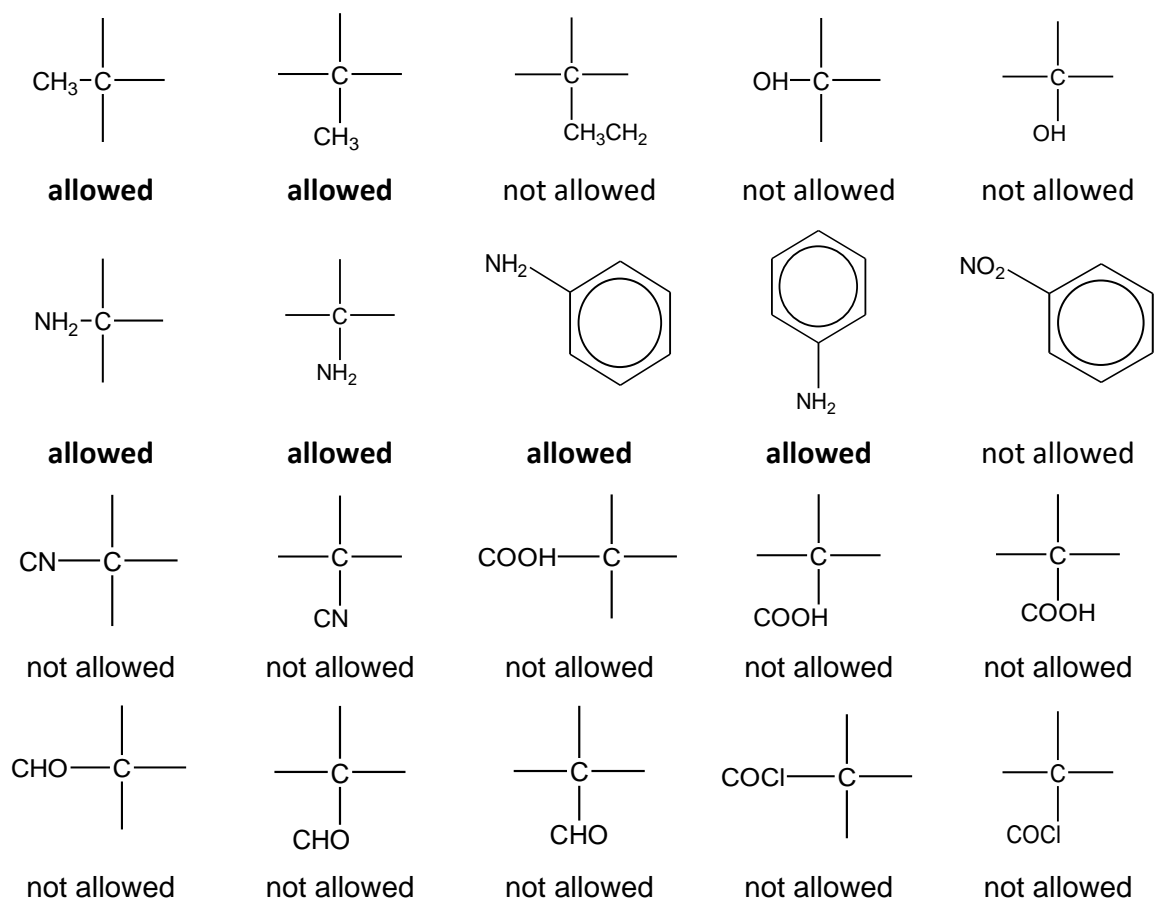 CH₃ C C C OH C C
CH₃ CH₃CH₂ OH
allowed allowed not allowed not allowed not allowed
NH₂ NO₂
NH₂ C C
NH₂ NH₂
allowed allowed allowed allowed not allowed
CN C C COOH C C C
CN COOH COOH
not allowed not allowed not allowed not allowed not allowed
CHO C C C COCl C C
CHO CHO COCl
not allowed not allowed not allowed not allowed not allowed